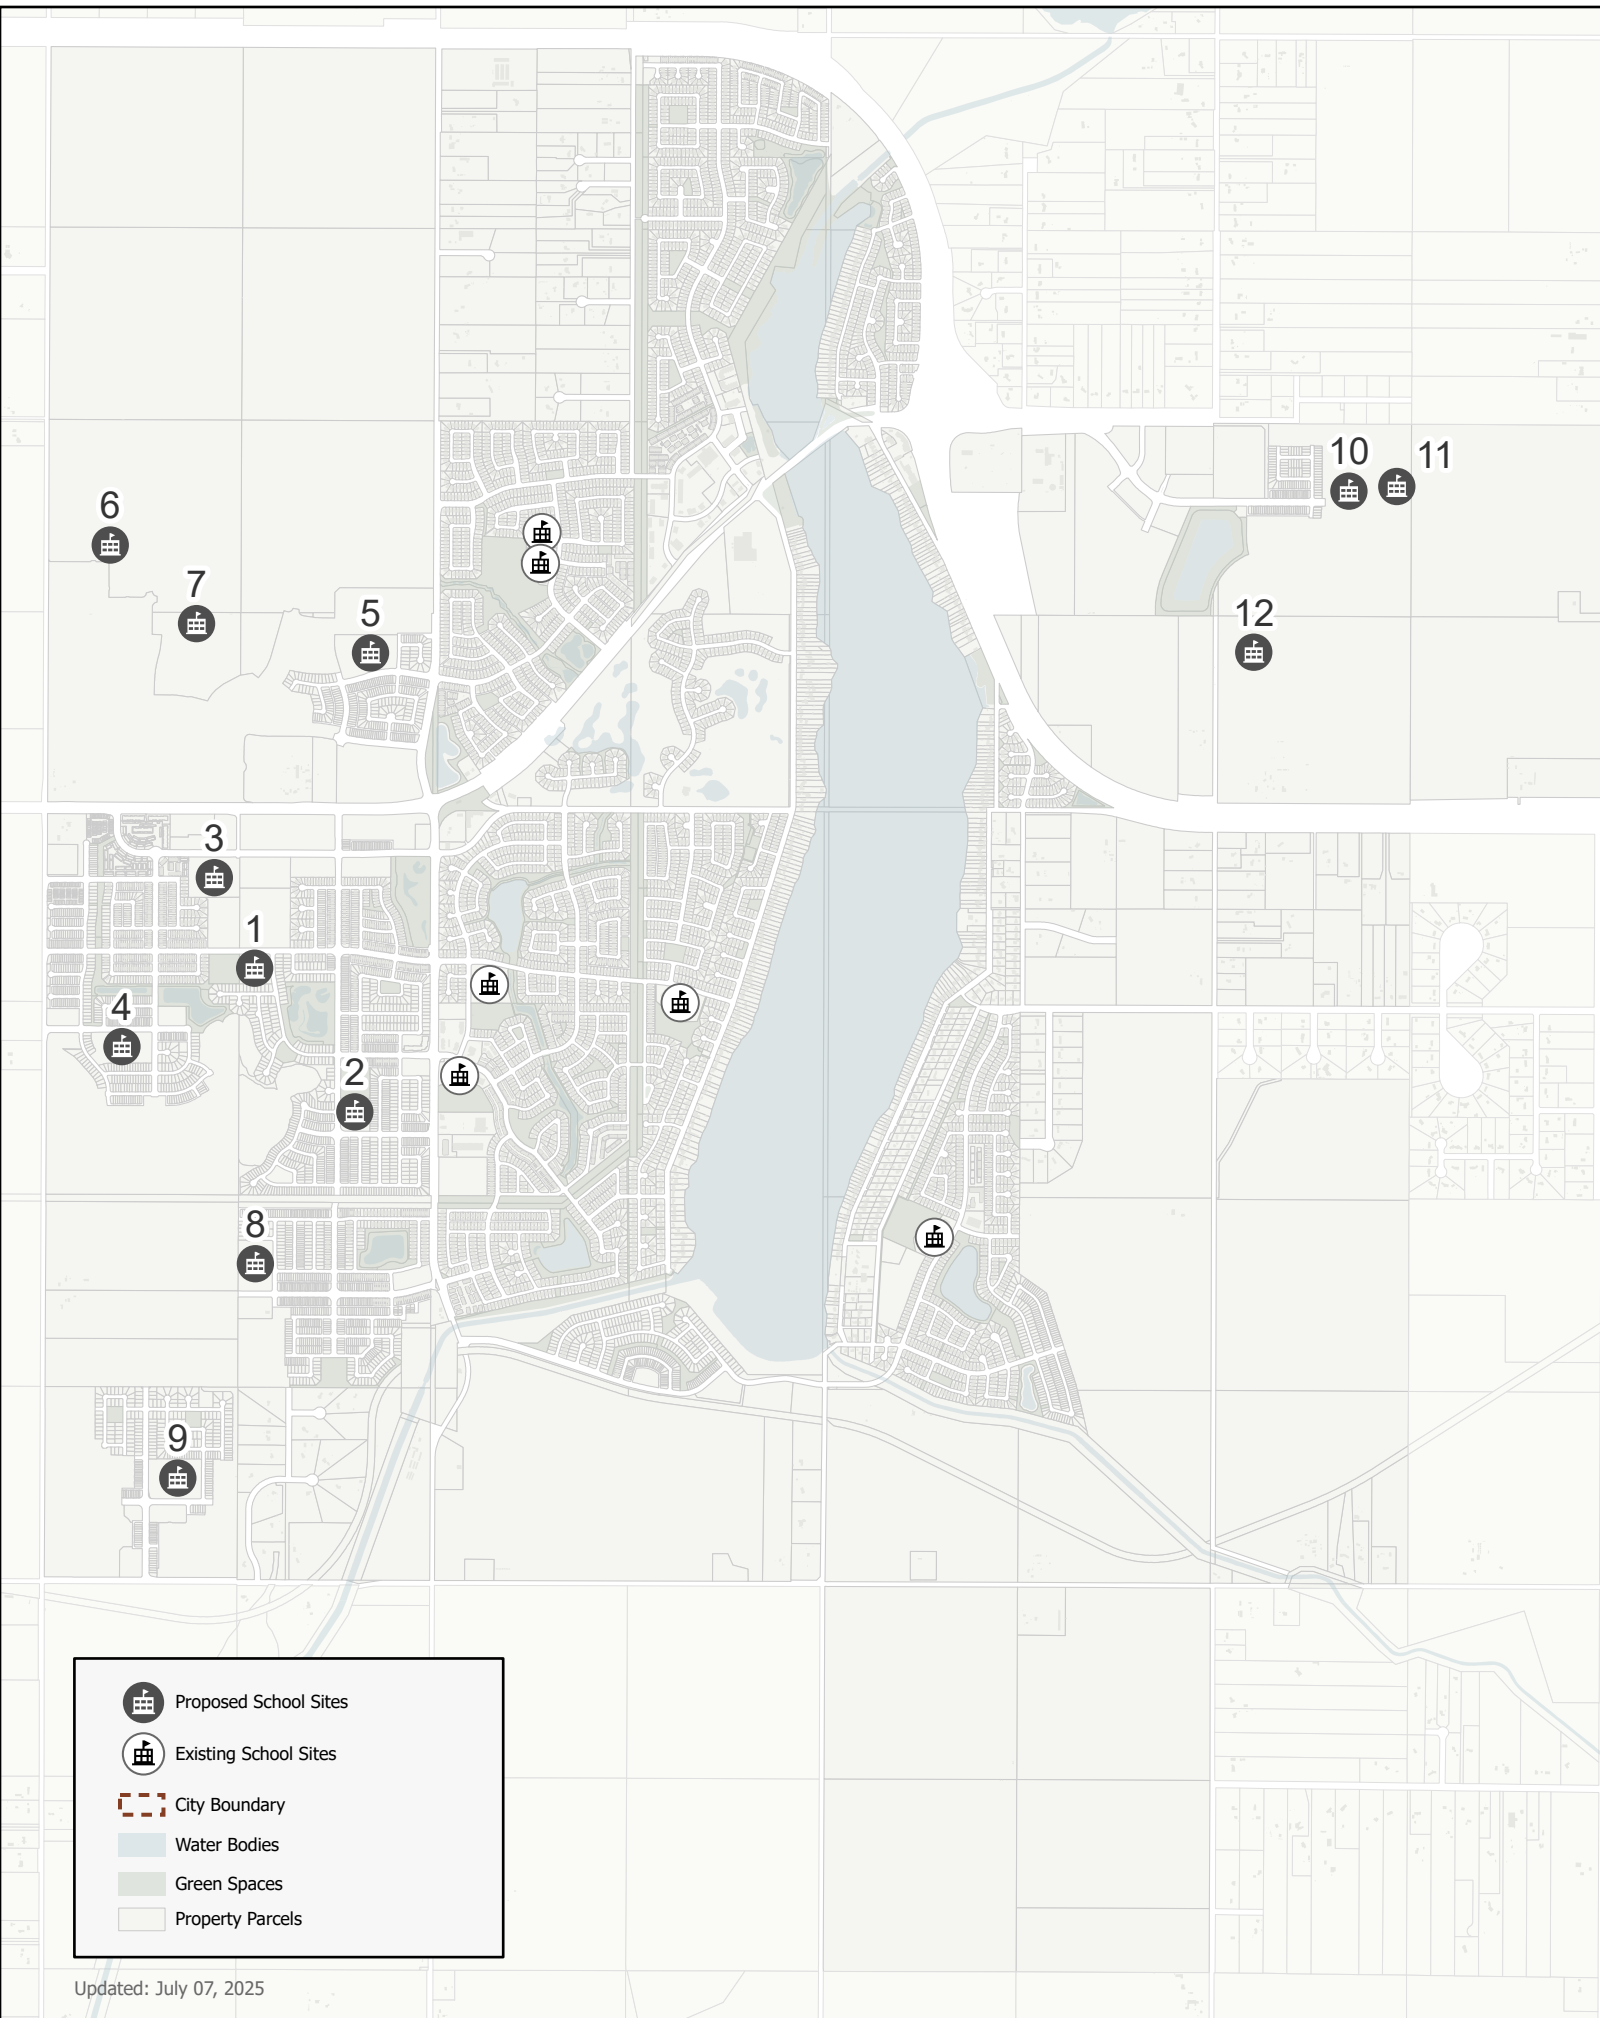 10
11
6
7
5
12
3
1
4
2
8
9
Proposed School Sites
Existing School Sites
City Boundary
Water Bodies
Green Spaces
Property Parcels
Updated: July 07, 2025